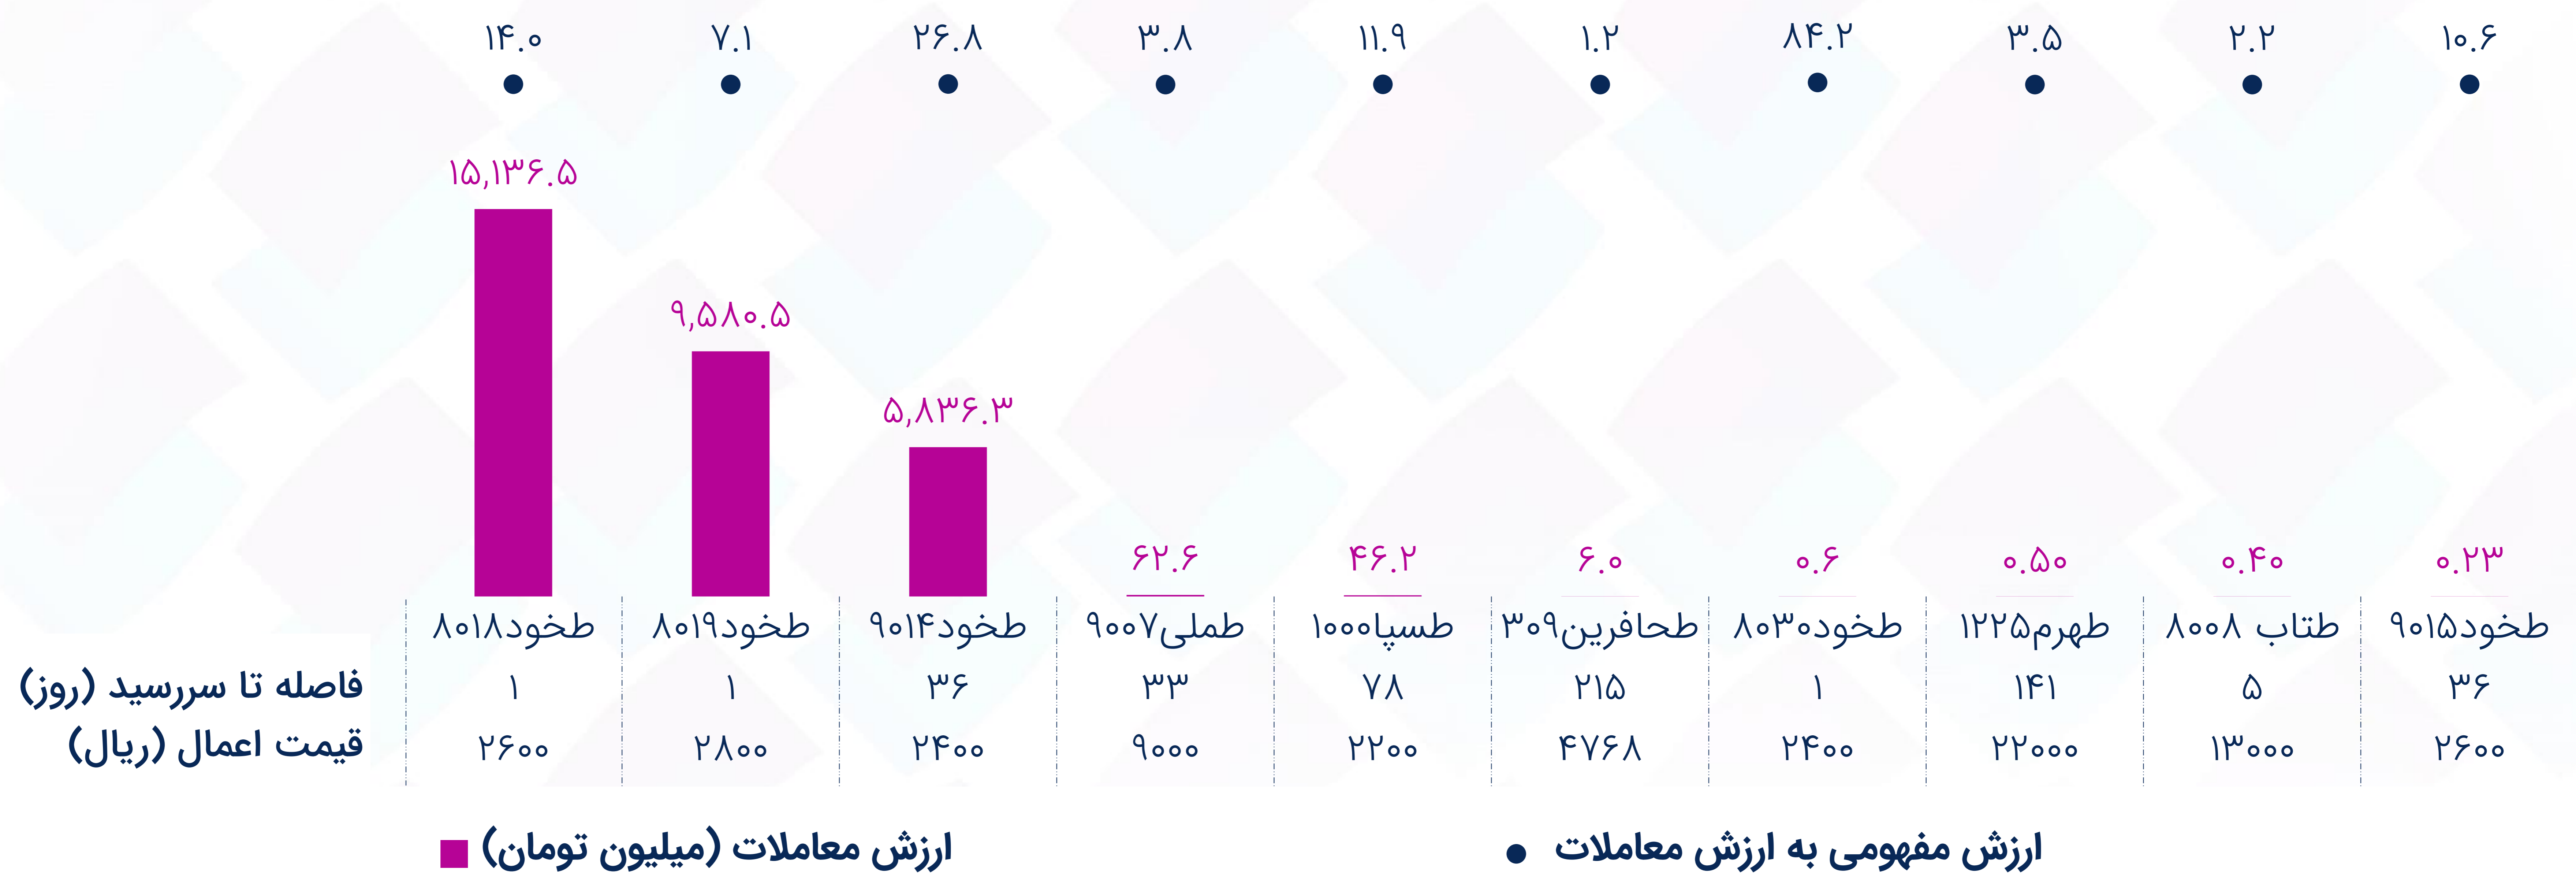 ۱۴.۰ ۷.۱ ۲۶.۸ ۳.۸ ۱۱.۹ ۱.۲ ۸۴.۲ ۳.۵ ۲.۲ ۱۰.۶
۱۵,۱۳۶.۵
۹,۵۸۰.۵
۵,۸۳۶.۳
۶۲.۶ ۴۶.۲ ۶.۰ ۰.۶ ۰.۵۰ ۰.۴۰ ۰.۲۳
طخود۸۰۱۸ طخود۸۰۱۹ طخود۹۰۱۴ طملی۹۰۰۷ طسپا۱۰۰۰ طحافرین۳۰۹ طخود۸۰۳۰ طهرم۱۲۲۵ طتاب ۸۰۰۸ طخود۹۰۱۵
فاصله تا سررسید (روز) ۱ ۱ ۳۶ ۳۳ ۷۸ ۲۱۵ ۱ ۱۴۱ ۵ ۳۶
قیمت اعمال (ریال) ۲۶۰۰ ۲۸۰۰ ۲۴۰۰ ۹۰۰۰ ۲۲۰۰ ۴۷۶۸ ۲۴۰۰ ۲۲۰۰۰ ۱۳۰۰۰ ۲۶۰۰
ارزش مفهومی به ارزش معاملات
ارزش معاملات (میلیون تومان)